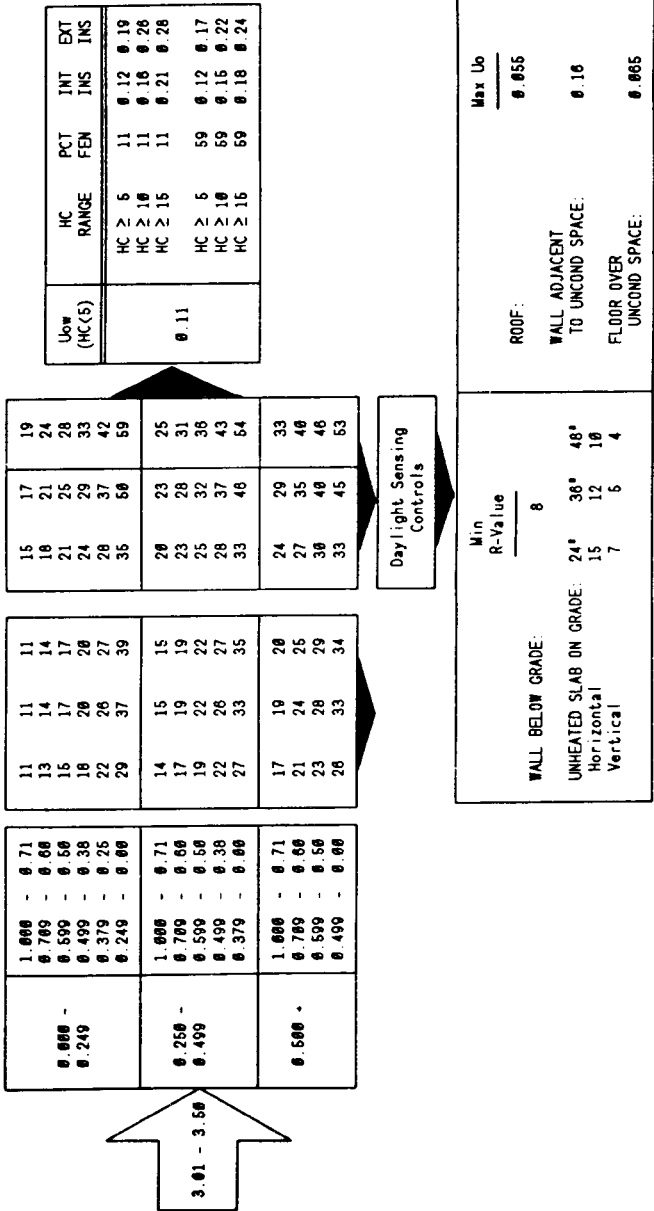 3.01 - 3.50
0.000 -
0.249
1.000 - 0.71 11 11 11 15 17 19
0.709 - 0.60 13 14 14 18 21 24
0.599 - 0.50 15 17 17 21 25 28
0.499 - 0.38 18 20 20 24 29 33
0.379 - 0.25 22 26 27 28 37 42
0.249 - 0.00 29 37 39 35 50 59
0.250 -
0.499
1.000 - 0.71 14 15 15 20 23 25
0.709 - 0.60 17 19 19 23 28 31
0.599 - 0.50 19 22 22 25 32 36
0.499 - 0.38 22 26 27 28 37 43
0.379 - 0.00 27 33 35 33 46 54
0.500 +
1.000 - 0.71 17 19 20 24 29 33
0.709 - 0.60 21 24 25 27 35 40
0.599 - 0.50 23 28 29 30 40 46
0.499 - 0.00 26 33 34 33 45 53
Uow HC PCT INT EXT
(HC<5) RANGE FEN INS INS
0.11
HC ≥ 5 11 0.12 0.19
HC ≥ 10 11 0.16 0.26
HC ≥ 15 11 0.21 0.28
HC ≥ 5 59 0.12 0.17
HC ≥ 10 59 0.15 0.22
HC ≥ 15 59 0.18 0.24
Daylight Sensing
Controls
Min
R-Value
WALL BELOW GRADE: 8
UNHEATED SLAB ON GRADE: 24" 36" 48"
Horizontal 15 12 10
Vertical 7 5 4
Max Uo
ROOF: 0.055
WALL ADJACENT
TO UNCOND SPACE: 0.16
FLOOR OVER
UNCOND SPACE: 0.065